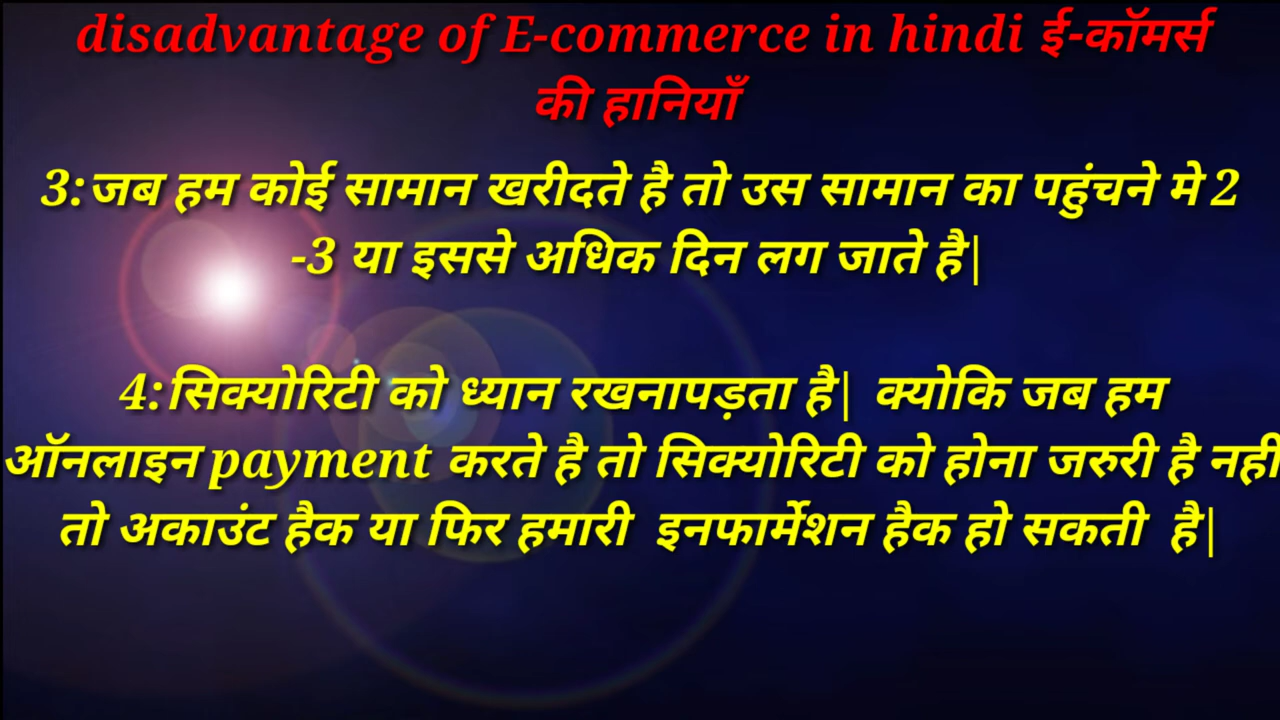 disadvantage of E-commerce in hindi ई-कॉमर्स
की हानियाँ
3:जब हम कोई सामान खरीदते है तो उस सामान का पहुंचने मे 2
-3 या इससे अधिक दिन लग जाते है|
4:सिक्योरिटी को ध्यान रखनापड़ता है| क्योकि जब हम
ऑनलाइन payment करते है तो सिक्योरिटी को होना जरुरी है नही
तो अकाउंट हैक या फिर हमारी इनफार्मेशन हैक हो सकती है|